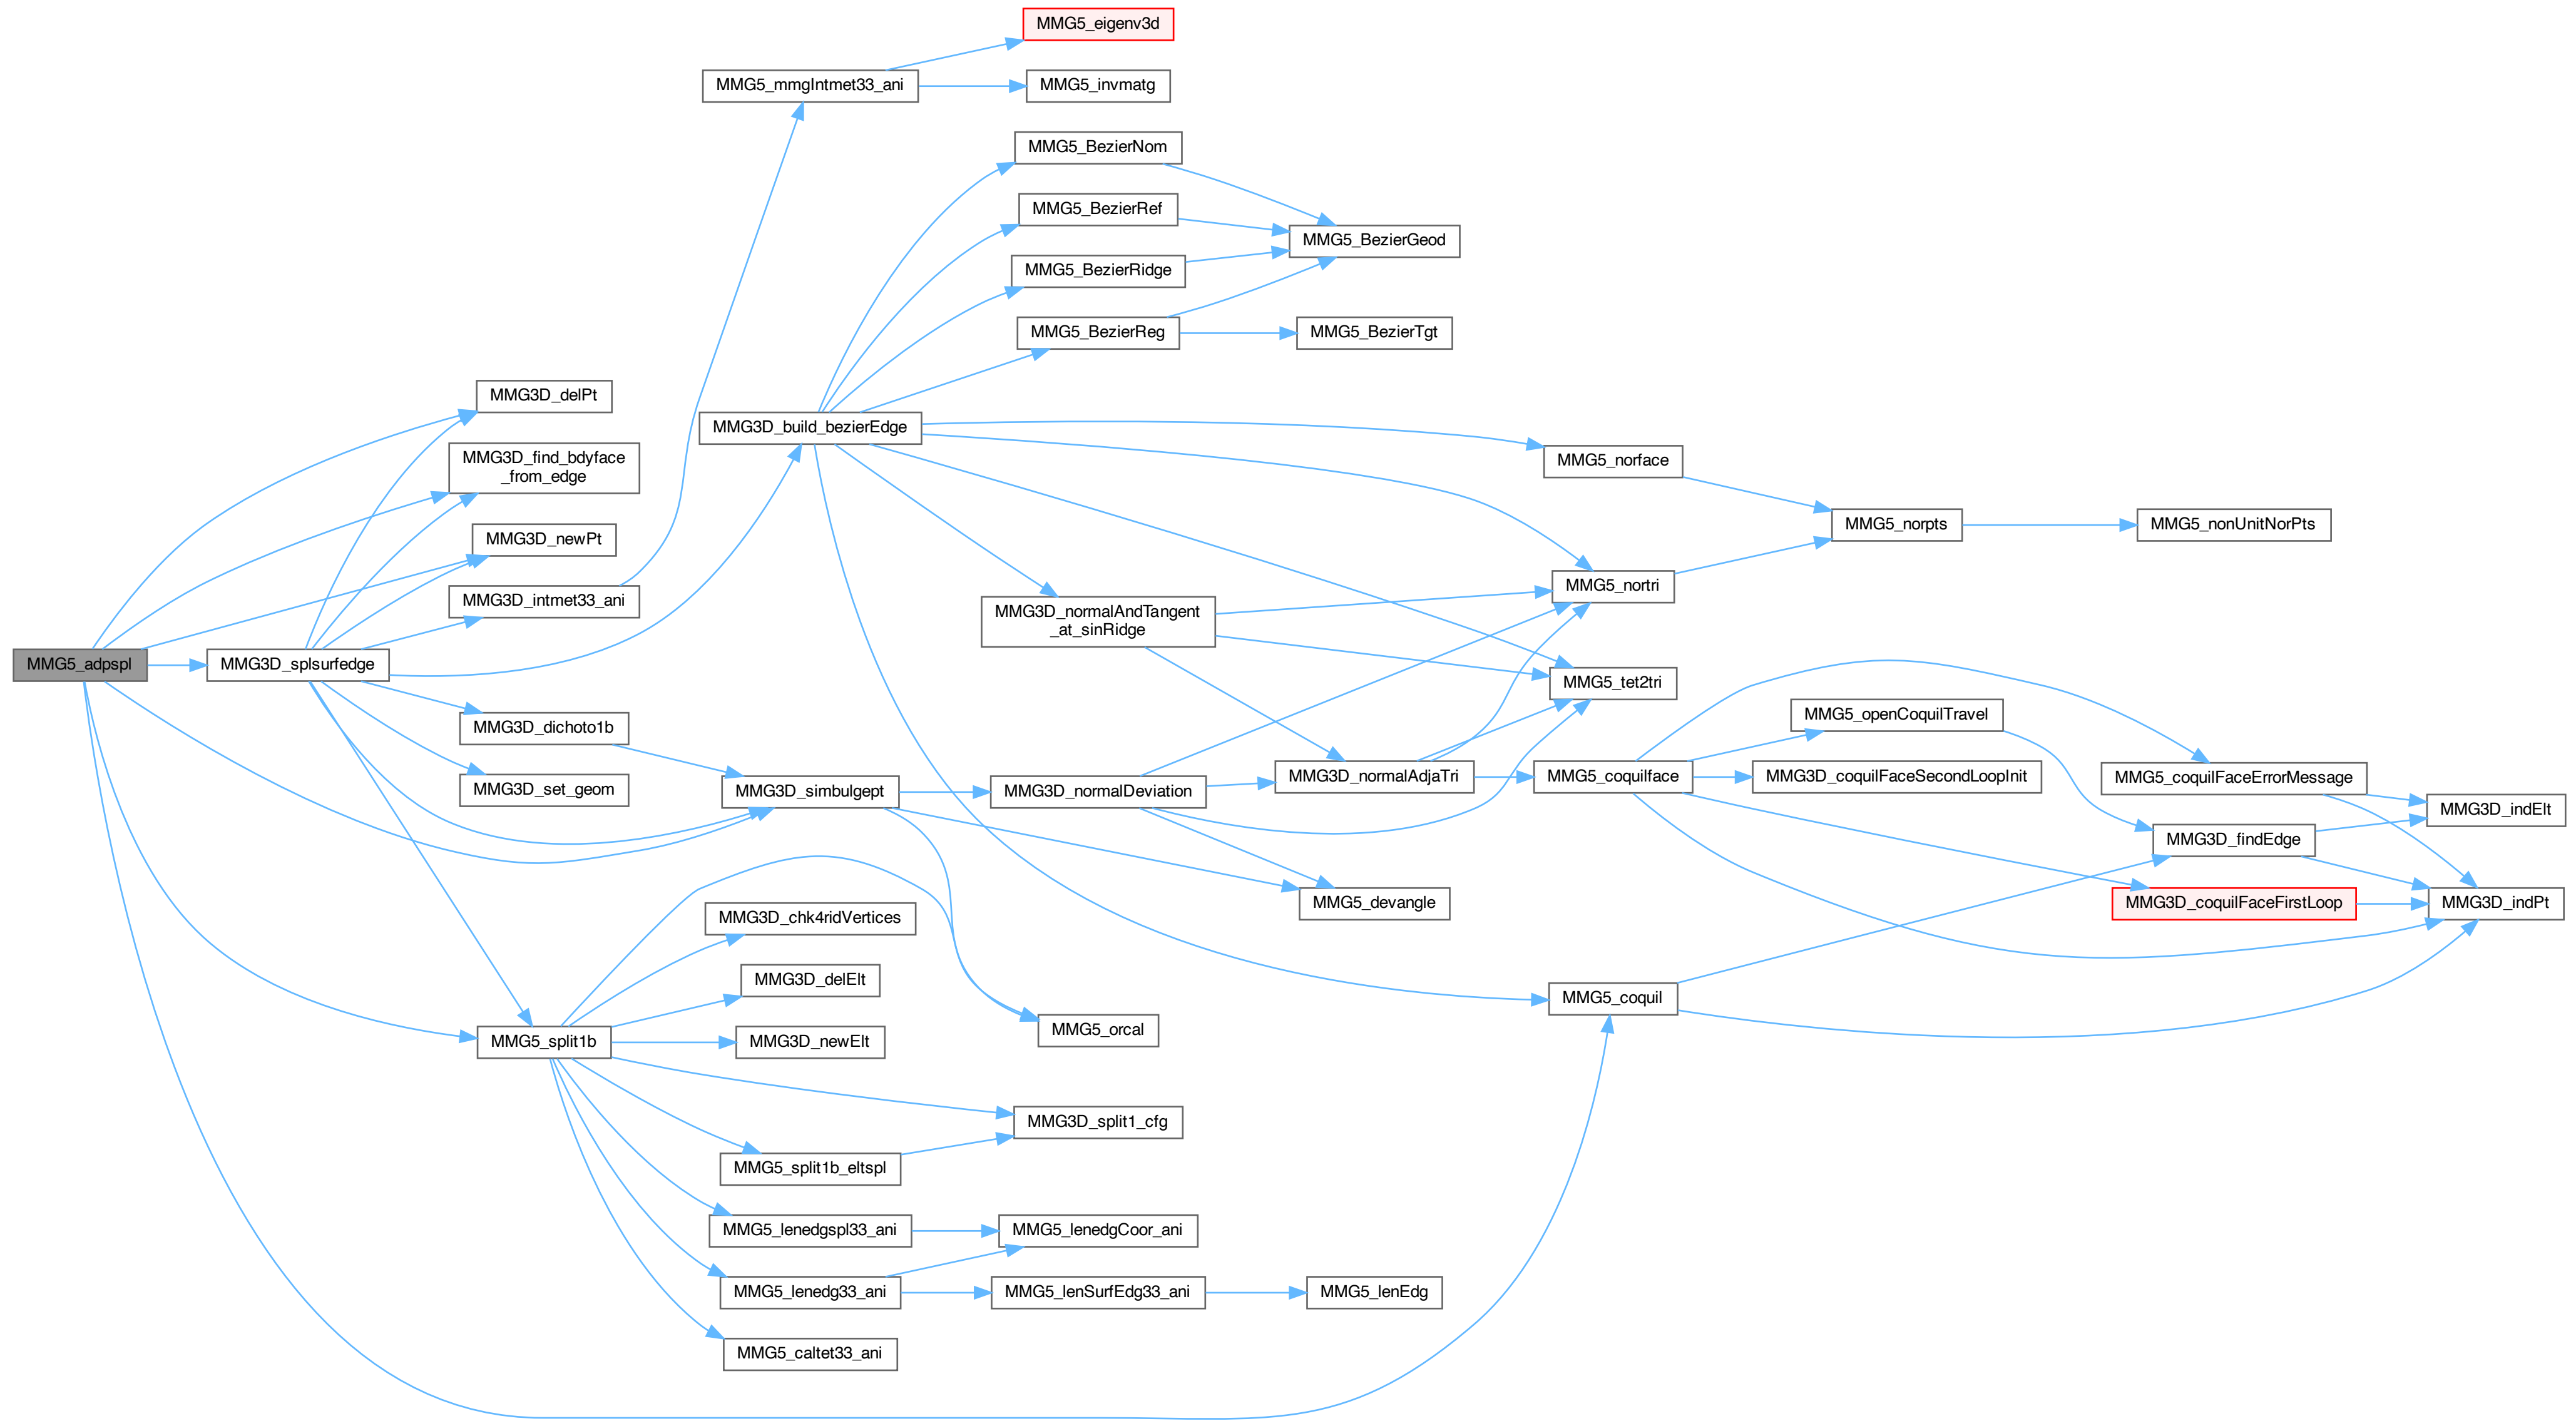 MMG5_eigenv3d
MMG5_mmgIntmet33_ani
MMG5_invmatg
MMG5_BezierNom
MMG5_BezierRef
MMG5_BezierGeod
MMG5_BezierRidge
MMG5_BezierReg
MMG5_BezierTgt
MMG3D_delPt
MMG3D_build_bezierEdge
MMG3D_find_bdyface
_from_edge
MMG5_norface
MMG3D_newPt
MMG5_norpts
MMG5_nonUnitNorPts
MMG3D_intmet33_ani
MMG5_nortri
MMG3D_normalAndTangent
_at_sinRidge
MMG5_adpspl
MMG3D_splsurfedge
MMG5_tet2tri
MMG3D_dichoto1b
MMG5_openCoquilTravel
MMG3D_set_geom
MMG3D_simbulgept
MMG3D_normalDeviation
MMG3D_normalAdjaTri
MMG5_coquilface
MMG3D_coquilFaceSecondLoopInit
MMG5_coquilFaceErrorMessage
MMG3D_indElt
MMG3D_findEdge
MMG5_devangle
MMG3D_coquilFaceFirstLoop
MMG3D_indPt
MMG3D_chk4ridVertices
MMG3D_delElt
MMG5_coquil
MMG5_split1b
MMG3D_newElt
MMG5_orcal
MMG3D_split1_cfg
MMG5_split1b_eltspl
MMG5_lenedgspl33_ani
MMG5_lenedgCoor_ani
MMG5_lenedg33_ani
MMG5_lenSurfEdg33_ani
MMG5_lenEdg
MMG5_caltet33_ani